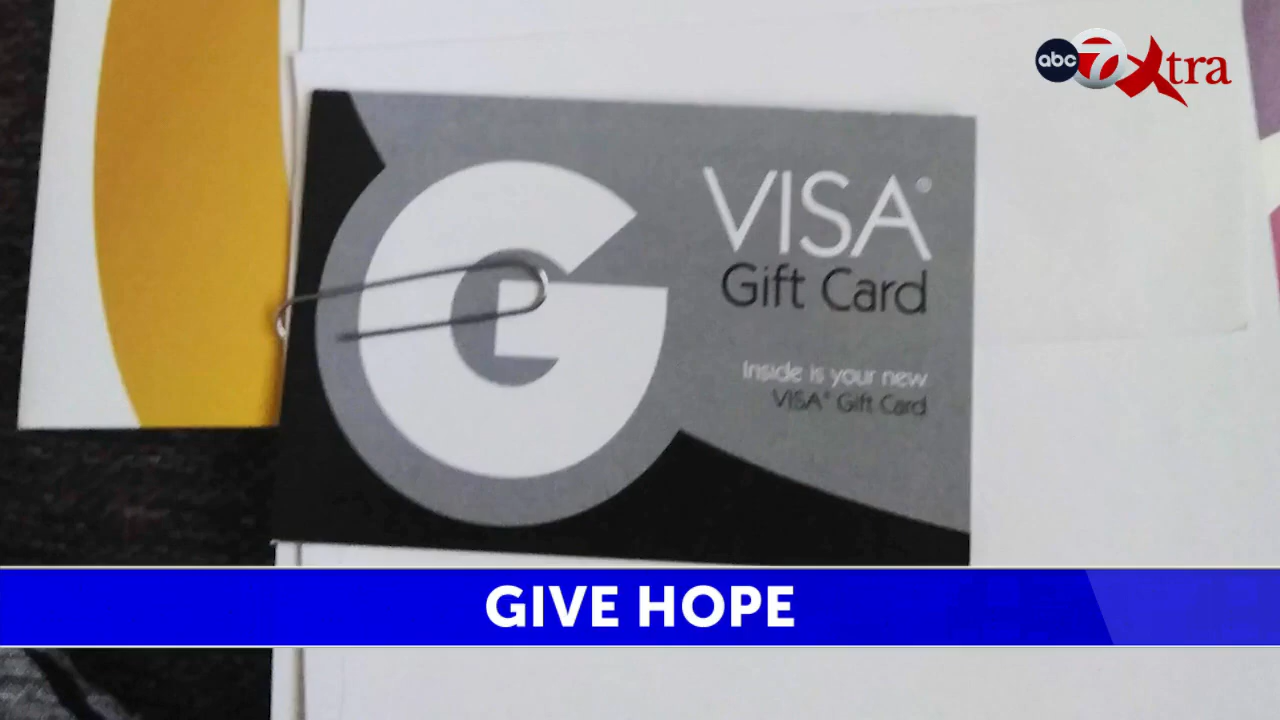 abc 7 Xtra
VISA®
Gift Card
Inside is your new
VISA® Gift Card
GIVE HOPE